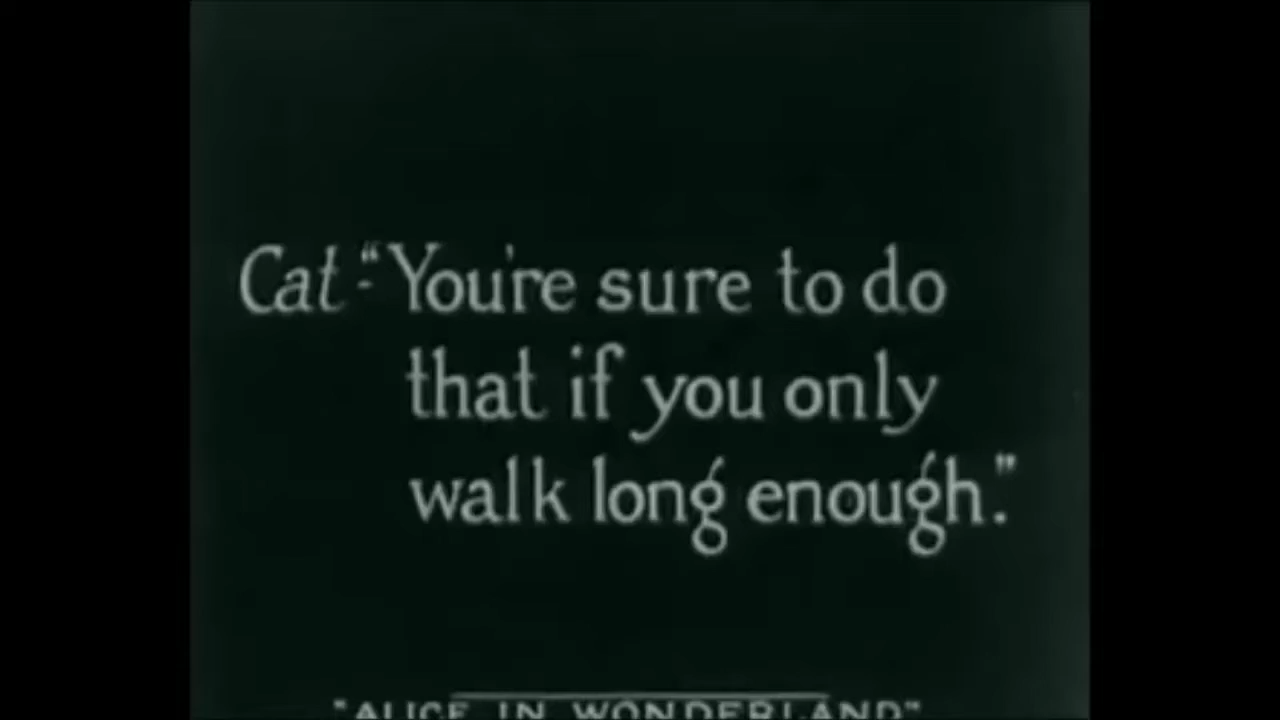 Cat-"You're sure to do
that if you only
walk long enough."
"ALICE IN WONDERLAND"